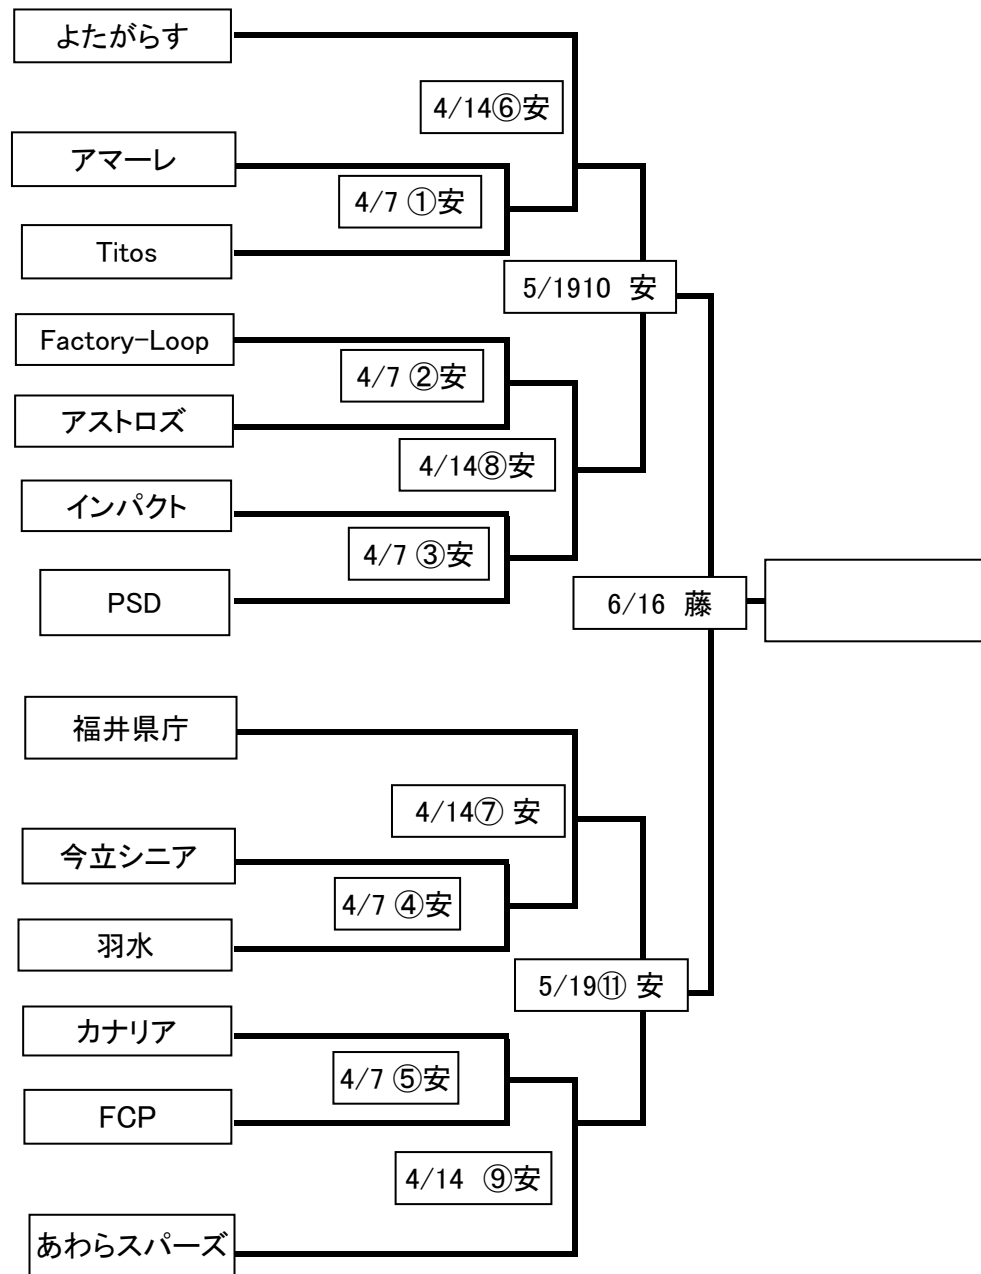 よたがらす
4/14⑥安
アマーレ
4/7 ①安
Titos
5/1910 安
Factory-Loop
4/7 ②安
アストロズ
4/14⑧安
インパクト
4/7 ③安
PSD
6/16 藤
福井県庁
4/14⑦ 安
今立シニア
4/7 ④安
羽水
5/19⑪ 安
カナリア
4/7 ⑤安
FCP
4/14 ⑨安
あわらスパーズ